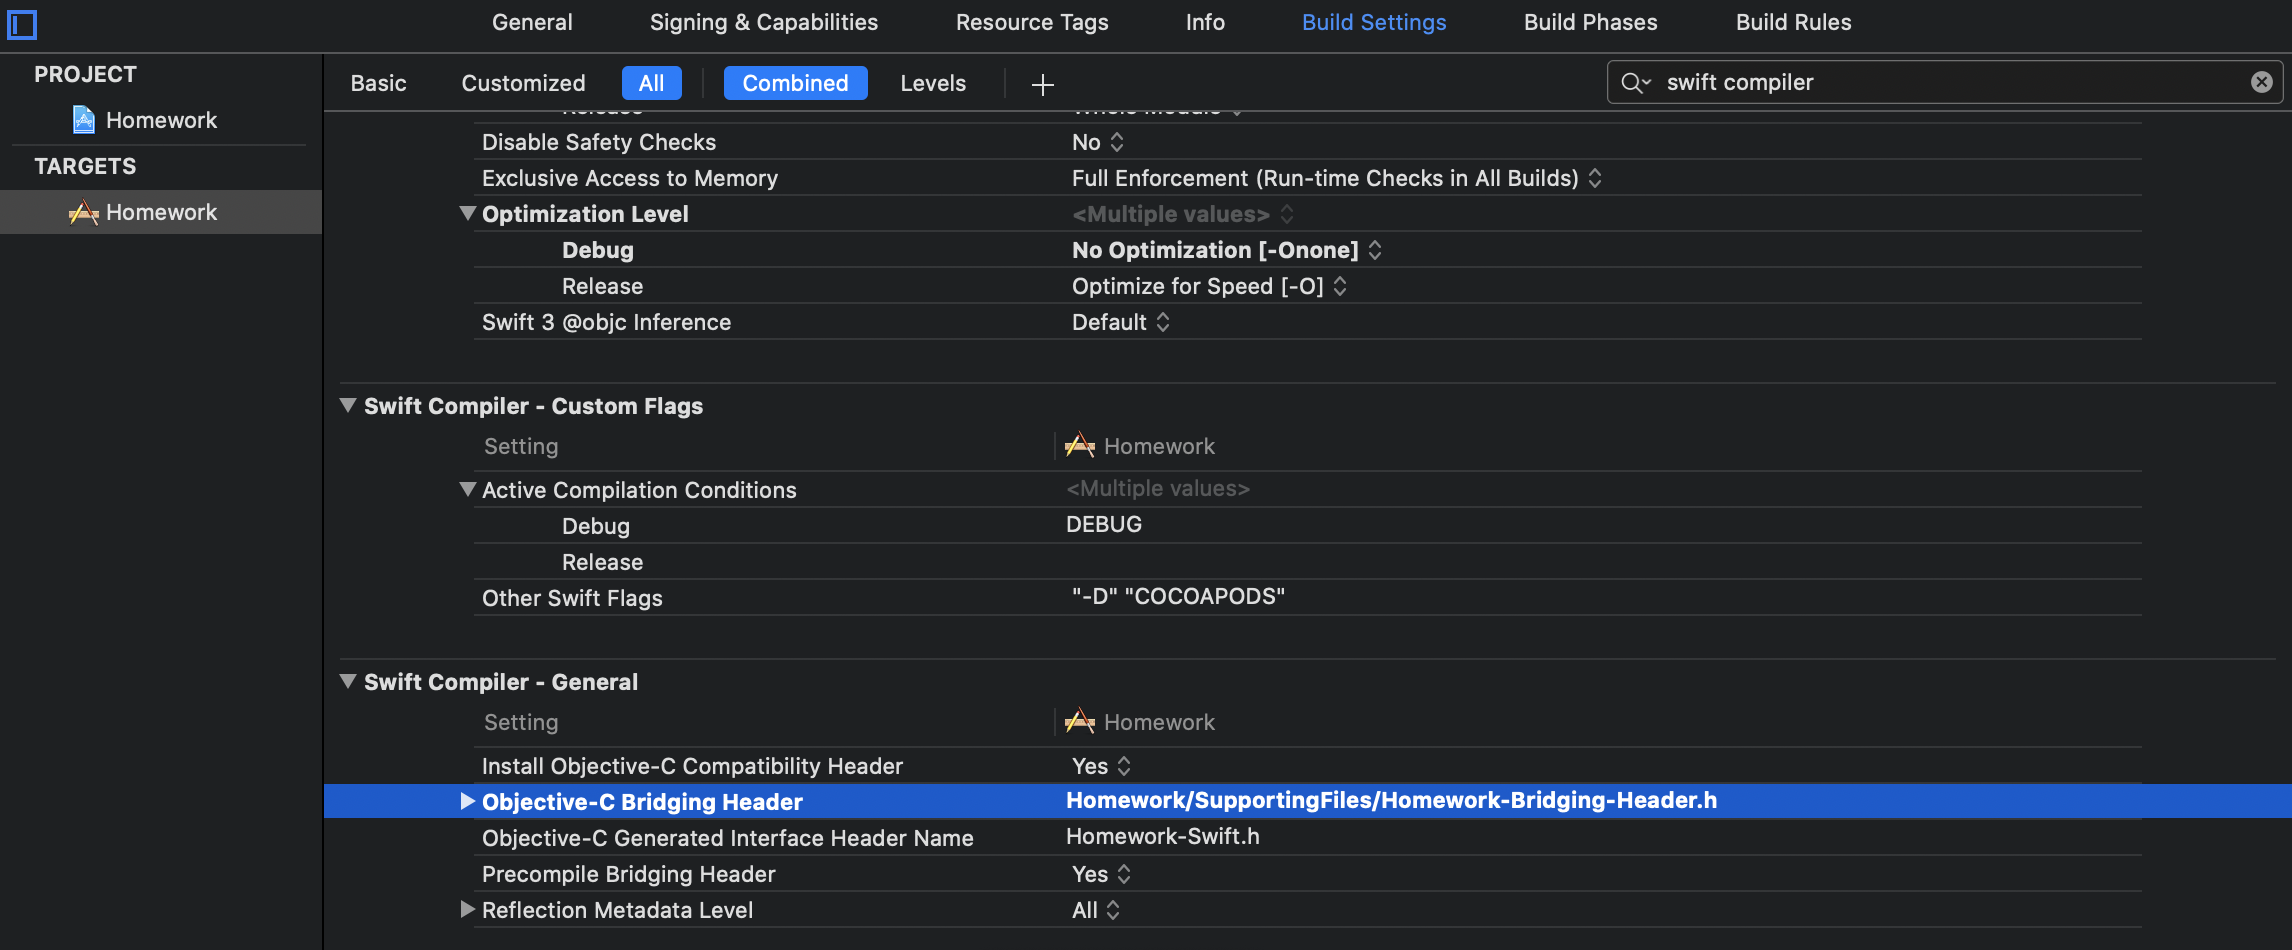 General Signing & Capabilities Resource Tags Info Build Settings Build Phases Build Rules
PROJECT
Homework
TARGETS
Homework
Basic Customized All Combined Levels swift compiler
Release Whole Module
Disable Safety Checks No
Exclusive Access to Memory Full Enforcement (Run-time Checks in All Builds)
Optimization Level <Multiple values>
Debug No Optimization [-Onone]
Release Optimize for Speed [-O]
Swift 3 @objc Inference Default
Swift Compiler - Custom Flags
Setting Homework
Active Compilation Conditions <Multiple values>
Debug DEBUG
Release
Other Swift Flags "-D" "COCOAPODS"
Swift Compiler - General
Setting Homework
Install Objective-C Compatibility Header Yes
Objective-C Bridging Header Homework/SupportingFiles/Homework-Bridging-Header.h
Objective-C Generated Interface Header Name Homework-Swift.h
Precompile Bridging Header Yes
Reflection Metadata Level All